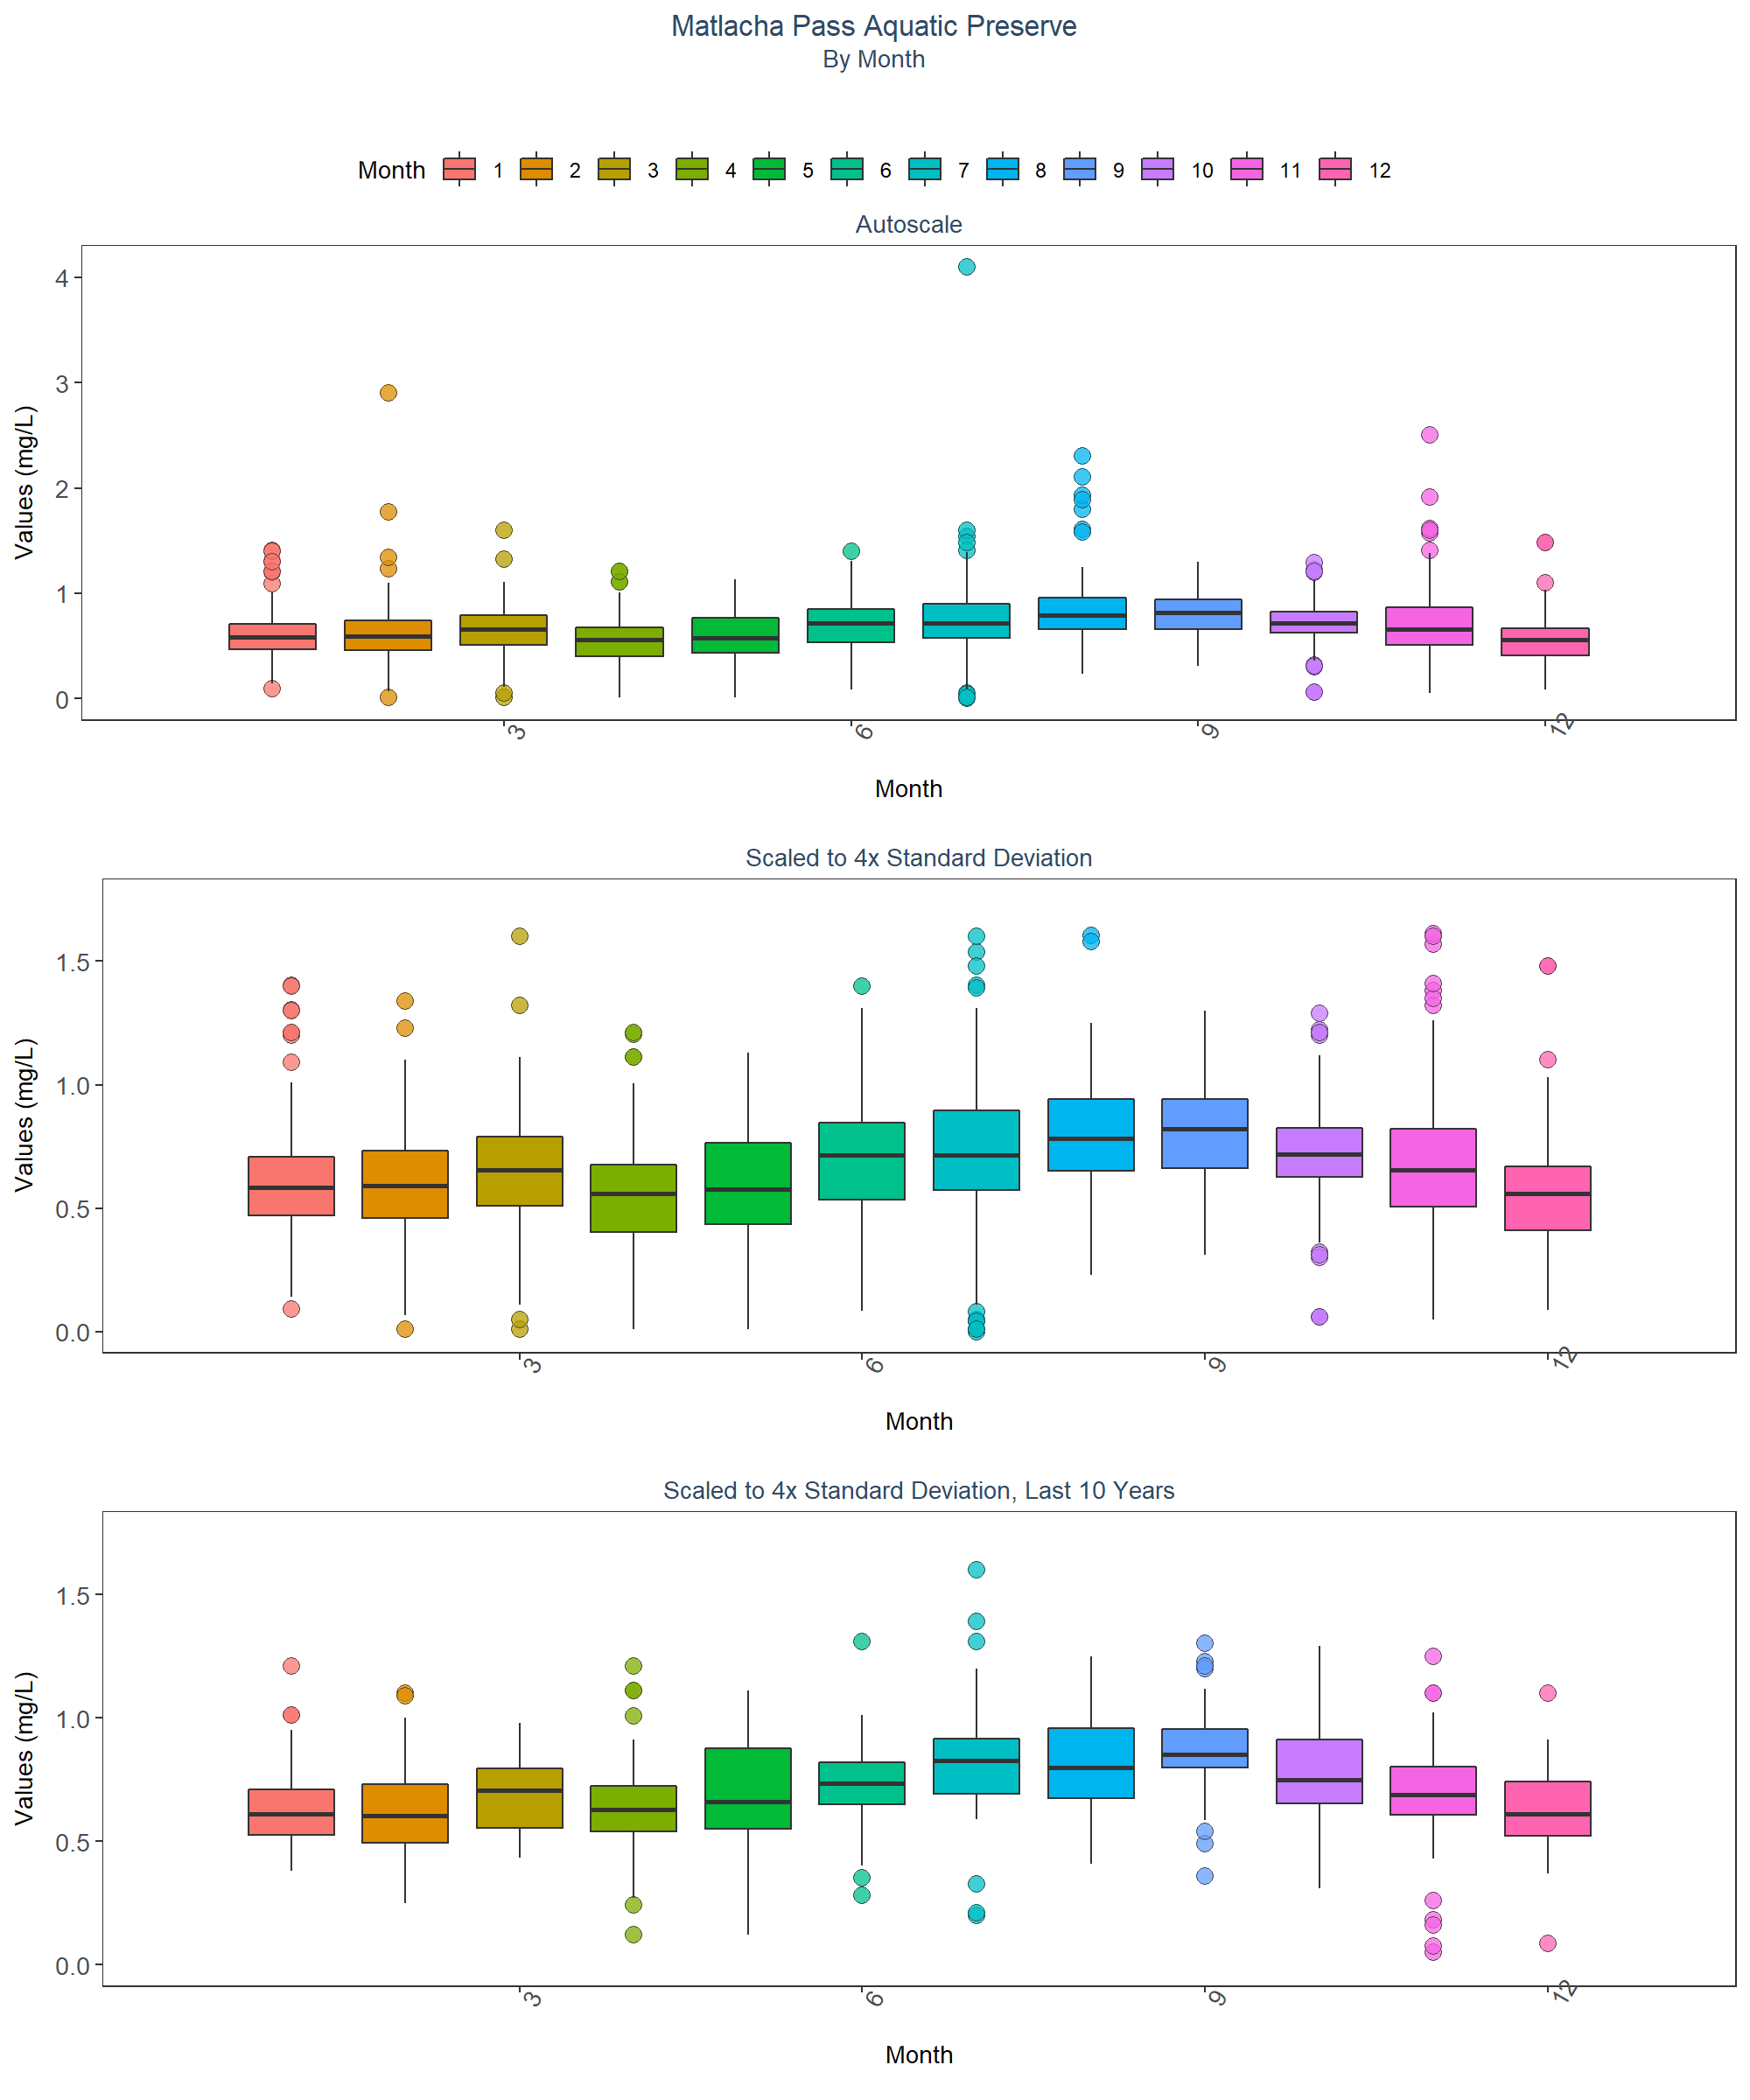 Matlacha Pass Aquatic Preserve
By Month
Month 1 2 3 4 5 6 7 8 9 10 11 12
Autoscale
Values (mg/L)
4
3
2
1
0
3 6 9 12
Month
Scaled to 4x Standard Deviation
Values (mg/L)
1.5
1.0
0.5
0.0
3 6 9 12
Month
Scaled to 4x Standard Deviation, Last 10 Years
Values (mg/L)
1.5
1.0
0.5
0.0
3 6 9 12
Month